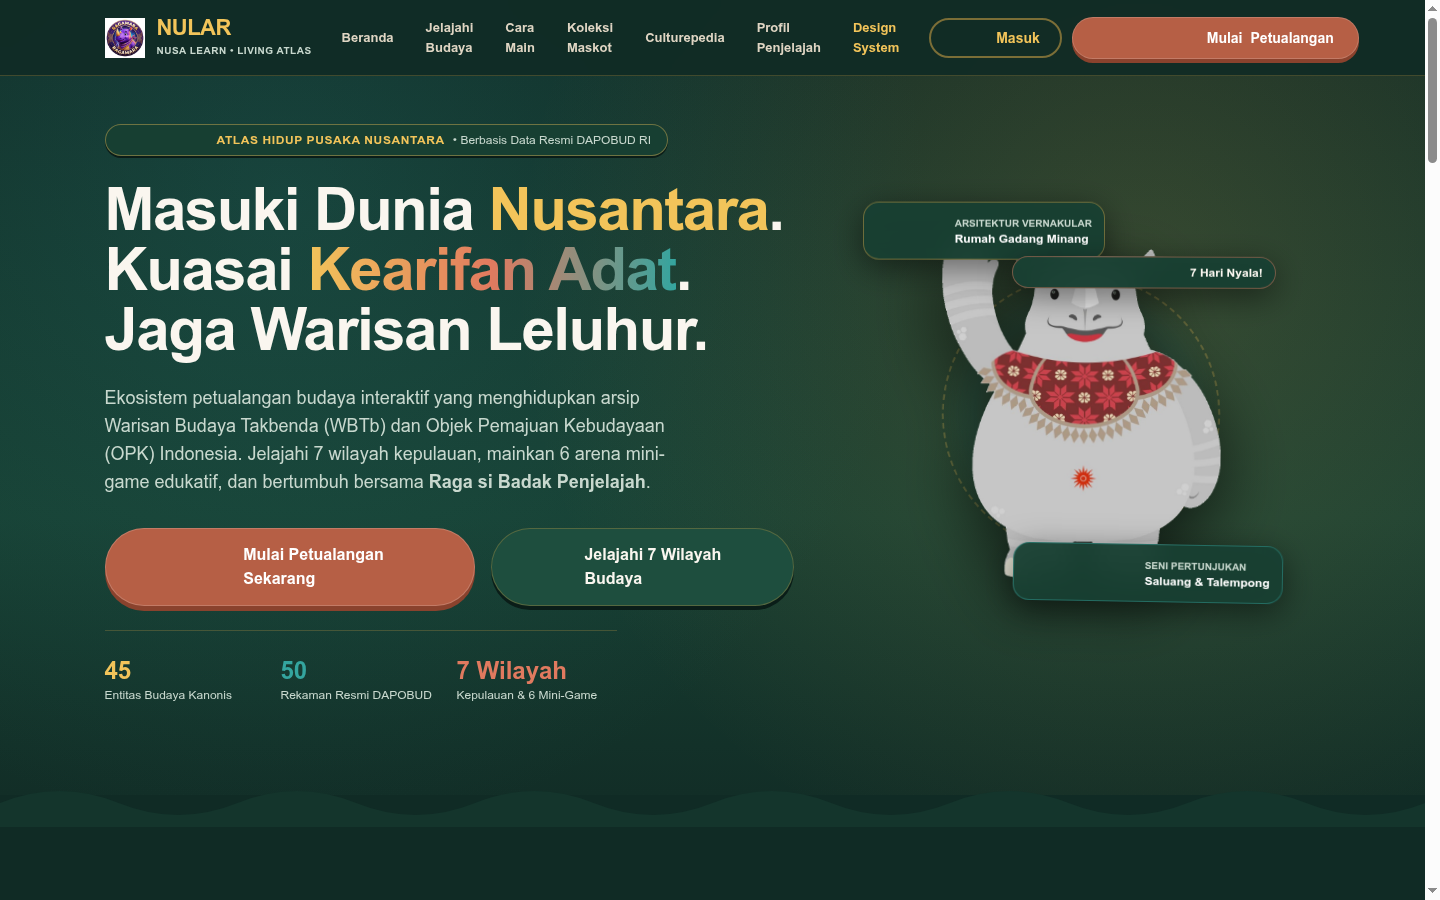 NULAR
NUSA LEARN • LIVING ATLAS
Beranda
Jelajahi
Budaya
Cara
Main
Koleksi
Maskot
Culturepedia
Profil
Penjelajah
Design
System
Masuk
Mulai Petualangan
ATLAS HIDUP PUSAKA NUSANTARA • Berbasis Data Resmi DAPOBUD RI
Masuki Dunia Nusantara.
Kuasai Kearifan Adat.
Jaga Warisan Leluhur.
Ekosistem petualangan budaya interaktif yang menghidupkan arsip
Warisan Budaya Takbenda (WBTb) dan Objek Pemajuan Kebudayaan
(OPK) Indonesia. Jelajahi 7 wilayah kepulauan, mainkan 6 arena mini-
game edukatif, dan bertumbuh bersama Raga si Badak Penjelajah.
Mulai Petualangan
Sekarang
Jelajahi 7 Wilayah
Budaya
45
Entitas Budaya Kanonis
50
Rekaman Resmi DAPOBUD
7 Wilayah
Kepulauan & 6 Mini-Game
ARSITEKTUR VERNAKULAR
Rumah Gadang Minang
7 Hari Nyala!
SENI PERTUNJUKAN
Saluang & Talempong